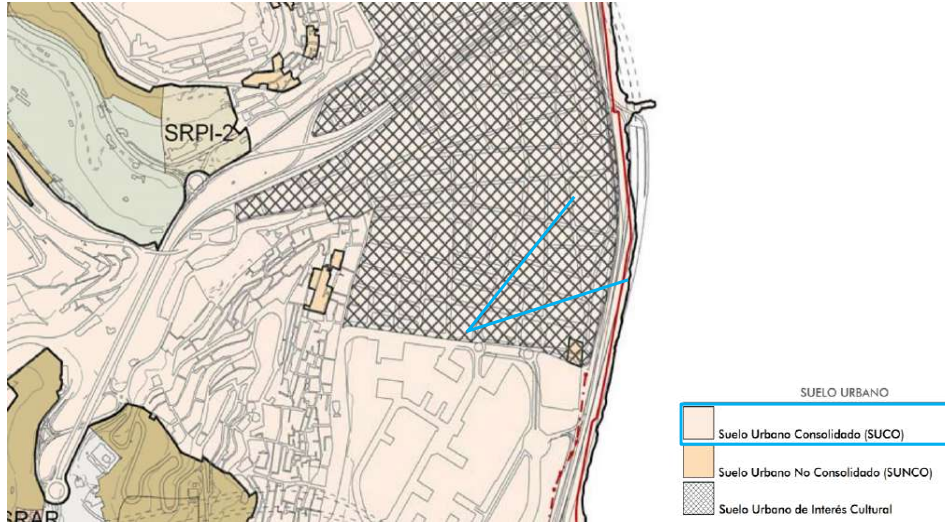 SRPI-2
SUELO URBANO
Suelo Urbano Consolidado (SUCO)
Suelo Urbano No Consolidado (SUNCO)
Suelo Urbano de Interés Cultural